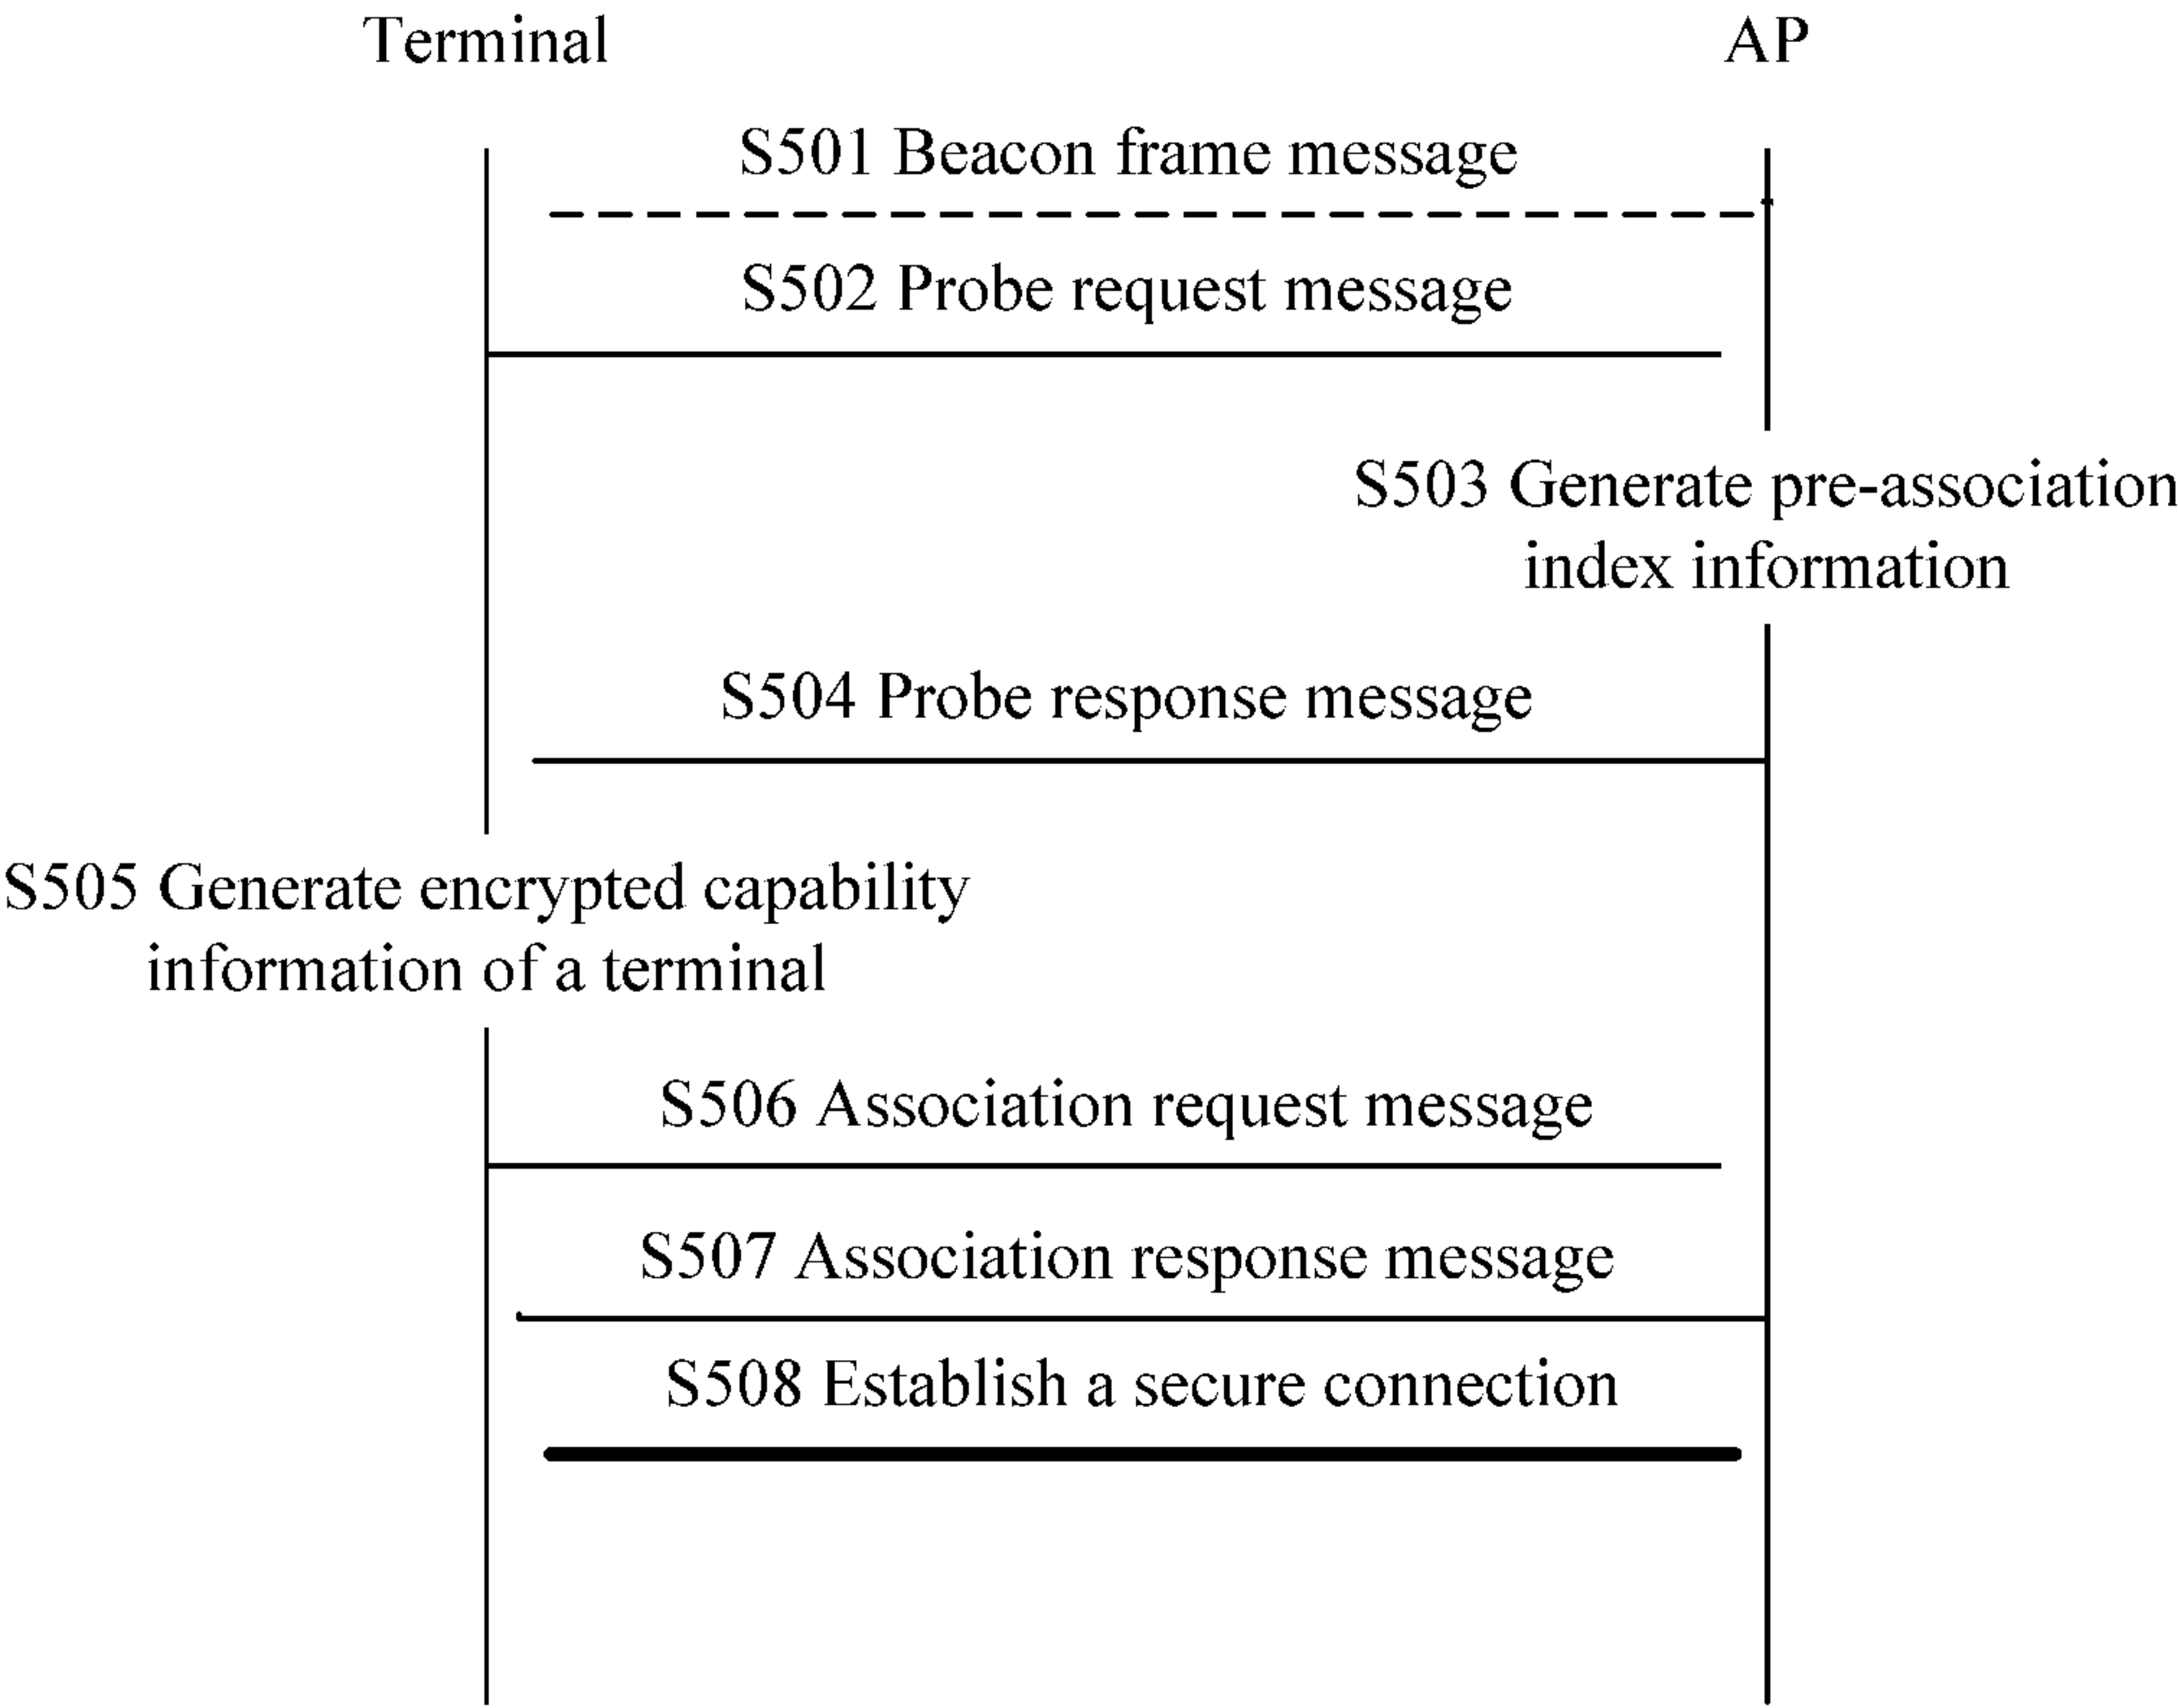 Terminal
AP
S501 Beacon frame message
S502 Probe request message
S503 Generate pre-association
index information
S504 Probe response message
S505 Generate encrypted capability
information of a terminal
S506 Association request message
S507 Association response message
S508 Establish a secure connection